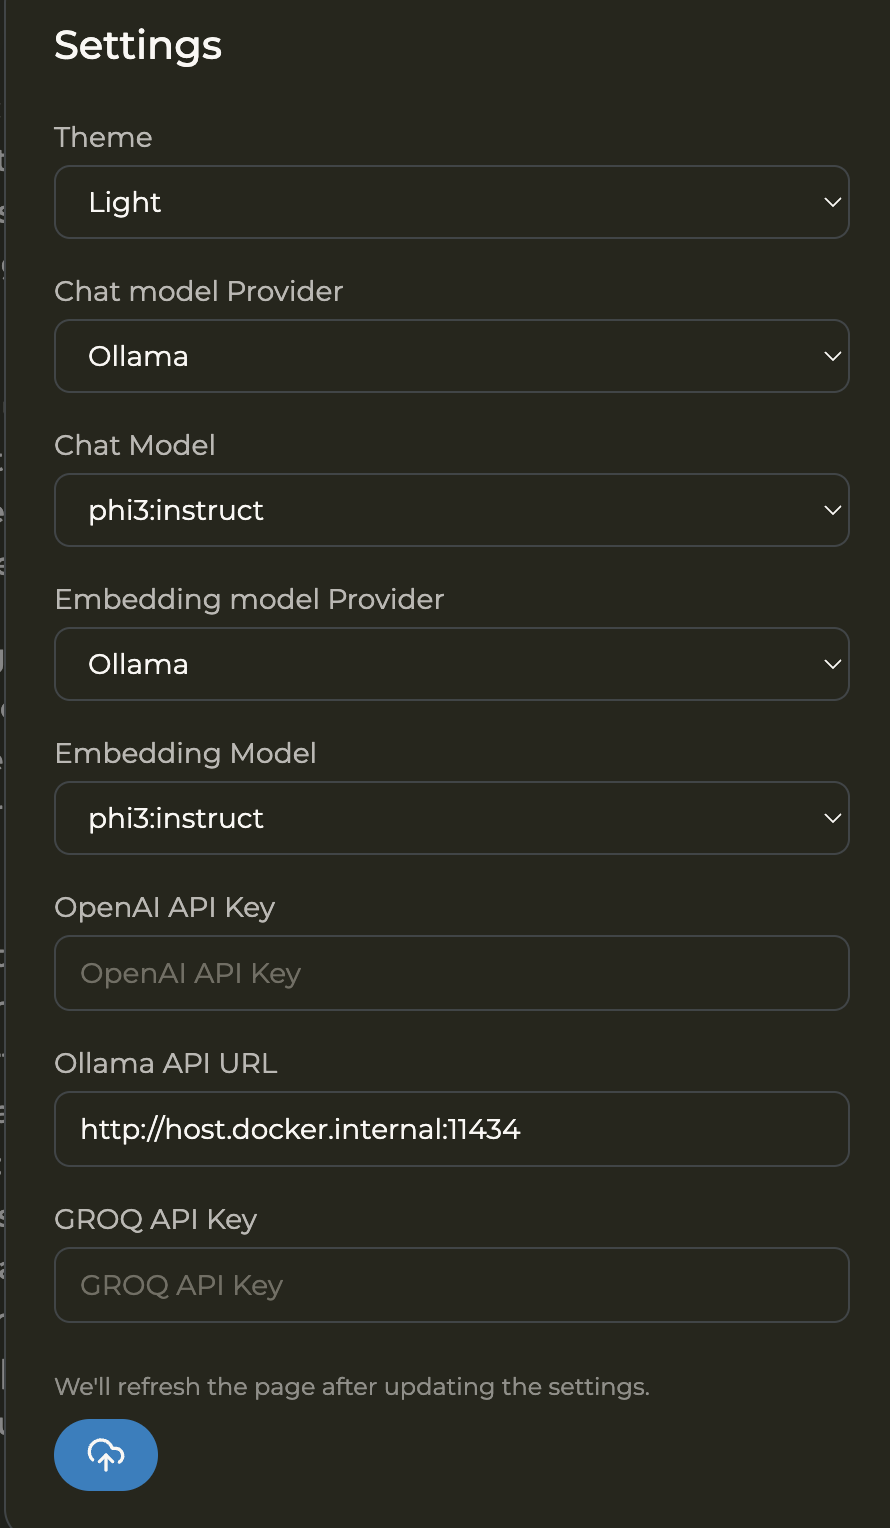 Settings
Theme
Light
Chat model Provider
Ollama
Chat Model
phi3:instruct
Embedding model Provider
Ollama
Embedding Model
phi3:instruct
OpenAI API Key
OpenAI API Key
Ollama API URL
http://host.docker.internal:11434
GROQ API Key
GROQ API Key
We'll refresh the page after updating the settings.